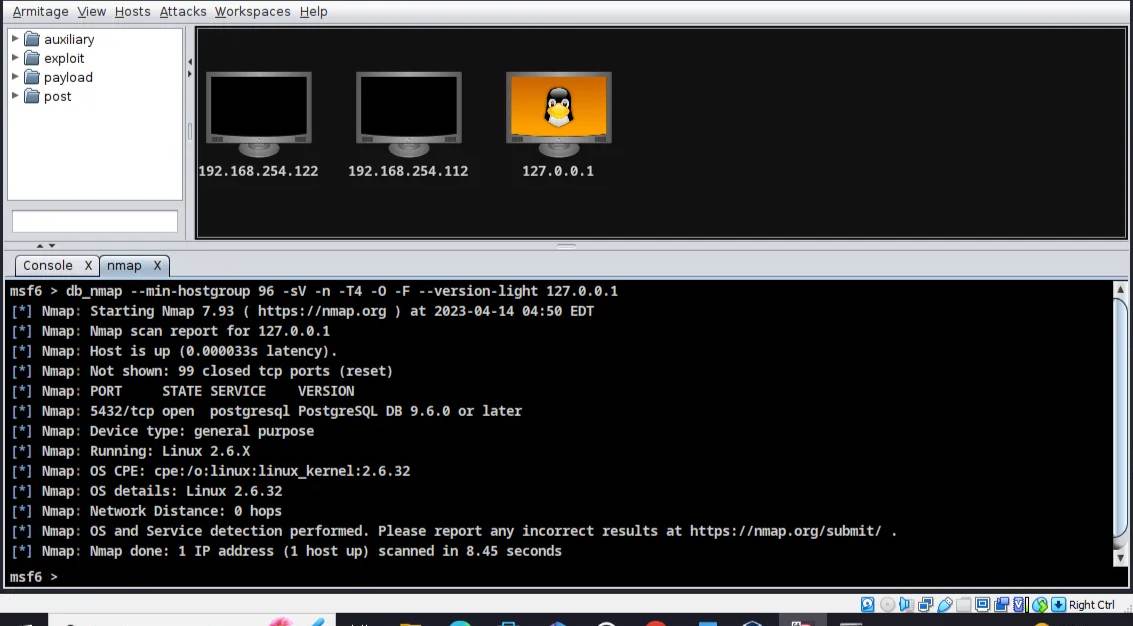 Armitage View Hosts Attacks Workspaces Help
auxiliary
exploit
payload
post
192.168.254.122 192.168.254.112 127.0.0.1
Console X nmap X
msf6 > db_nmap --min-hostgroup 96 -sV -n -T4 -O -F --version-light 127.0.0.1
[*] Nmap: Starting Nmap 7.93 ( https://nmap.org ) at 2023-04-14 04:50 EDT
[*] Nmap: Nmap scan report for 127.0.0.1
[*] Nmap: Host is up (0.000033s latency).
[*] Nmap: Not shown: 99 closed tcp ports (reset)
[*] Nmap: PORT     STATE SERVICE    VERSION
[*] Nmap: 5432/tcp open  postgresql PostgreSQL DB 9.6.0 or later
[*] Nmap: Device type: general purpose
[*] Nmap: Running: Linux 2.6.X
[*] Nmap: OS CPE: cpe:/o:linux:linux_kernel:2.6.32
[*] Nmap: OS details: Linux 2.6.32
[*] Nmap: Network Distance: 0 hops
[*] Nmap: OS and Service detection performed. Please report any incorrect results at https://nmap.org/submit/ .
[*] Nmap: Nmap done: 1 IP address (1 host up) scanned in 8.45 seconds
msf6 >
Right Ctrl